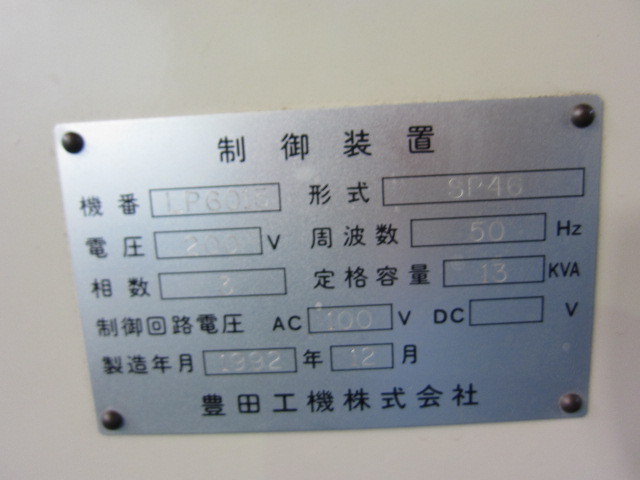 制御装置
機番 形式 SP46
電圧 200 V 周波数 50 Hz
相数 3 定格容量 13 KVA
制御回路電圧 AC 100 V DC V
製造年月 1992 年 12 月
豊田工機株式会社